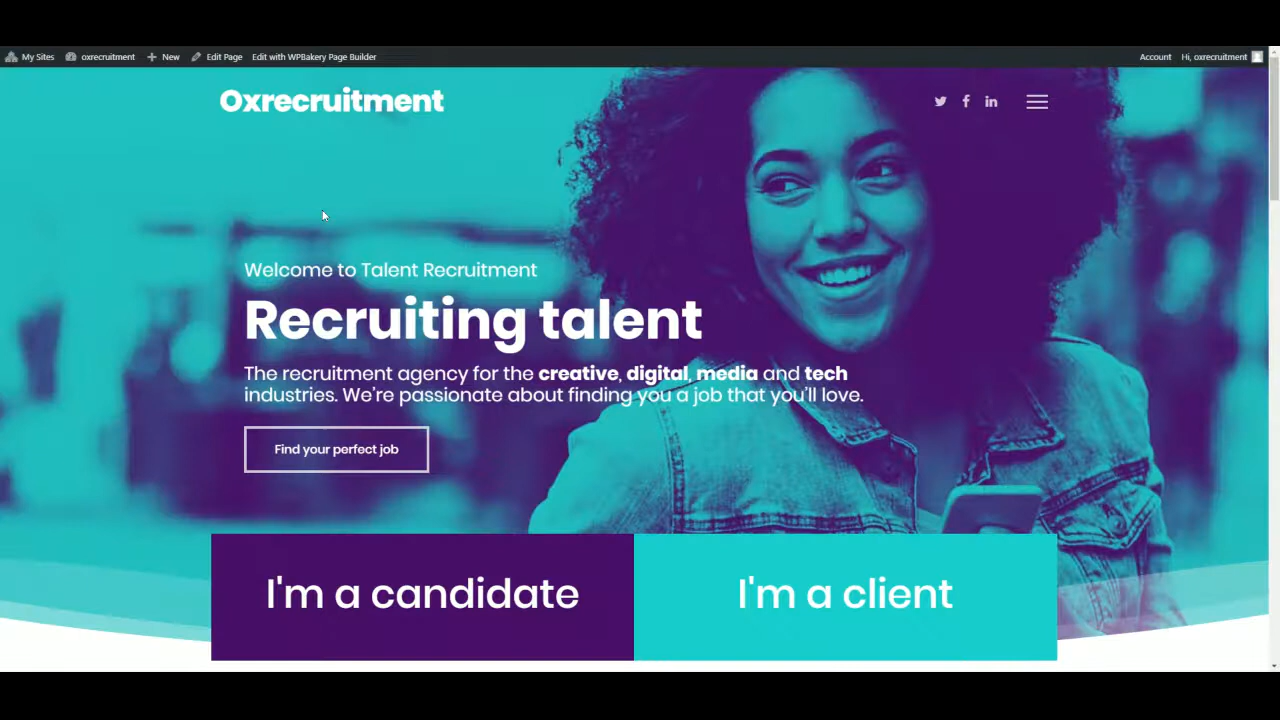 My Sites oxrecruitment New Edit Page Edit with WPBakery Page Builder Account Hi, oxrecruitment
Oxrecruitment
Welcome to Talent Recruitment
Recruiting talent
The recruitment agency for the creative, digital, media and tech
industries. We're passionate about finding you a job that you'll love.
Find your perfect job
I'm a candidate
I'm a client